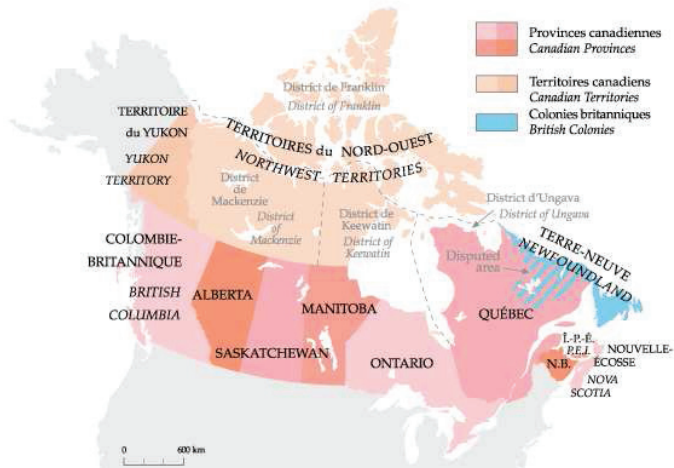 Provinces canadiennes
Canadian Provinces
Territoires canadiens
Canadian Territories
Colonies britanniques
British Colonies
District de Franklin
District of Franklin
TERRITOIRE
du YUKON
YUKON
TERRITORY
TERRITOIRES du NORD-OUEST
NORTHWEST TERRITORIES
District
de
Mackenzie
District
of
Mackenzie
District de
Keewatin
District of
Keewatin
District d'Ungava
District of Ungava
TERRE-NEUVE
NEWFOUNDLAND
Disputed
area
COLOMBIE-
BRITANNIQUE
BRITISH
COLUMBIA
ALBERTA
SASKATCHEWAN
MANITOBA
ONTARIO
QUÉBEC
Î.-P.-É.
P.E.I.
N.B.
NOUVELLE-
ÉCOSSE
NOVA
SCOTIA
0 600 km